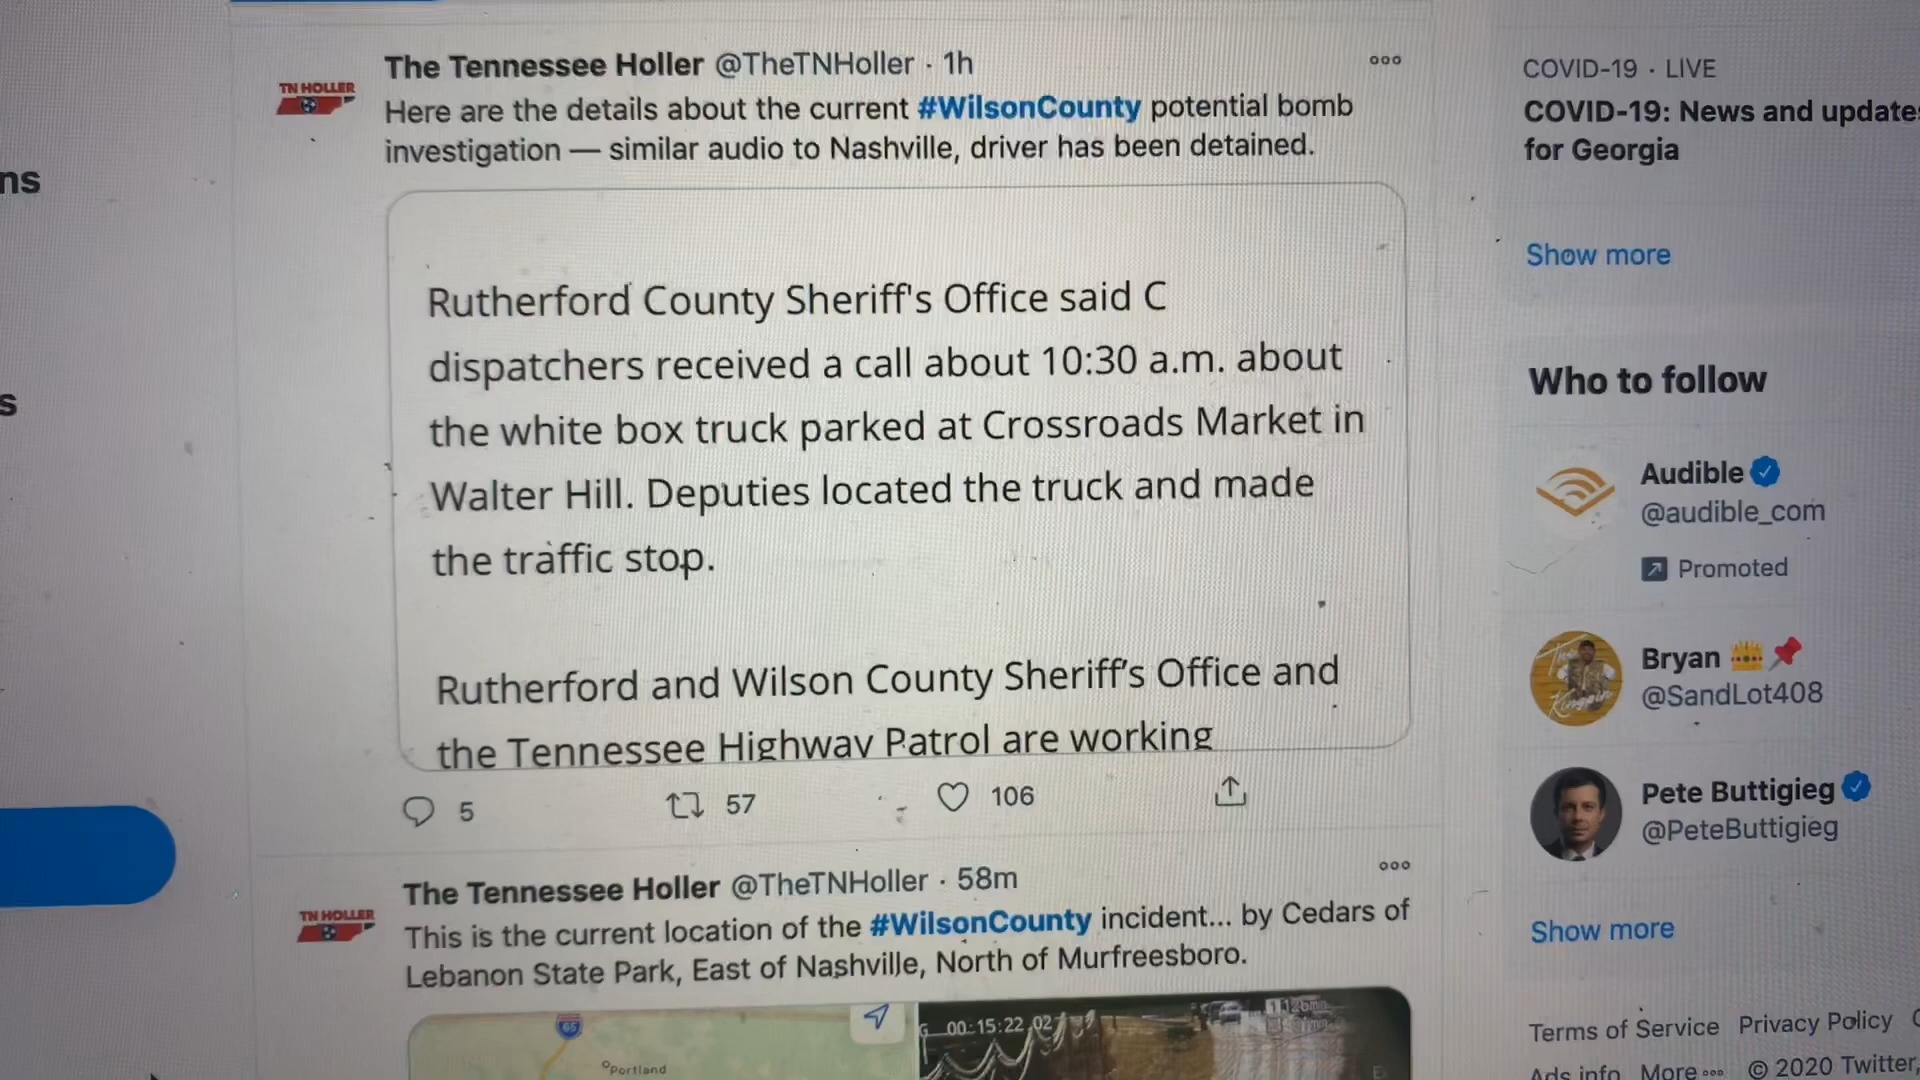 The Tennessee Holler @TheTNHoller · 1h
TN HOLLER
Here are the details about the current #WilsonCounty potential bomb
investigation — similar audio to Nashville, driver has been detained.
Rutherford County Sheriff's Office said C
dispatchers received a call about 10:30 a.m. about
the white box truck parked at Crossroads Market in
Walter Hill. Deputies located the truck and made
the traffic stop.
Rutherford and Wilson County Sheriff's Office and
the Tennessee Highway Patrol are working
5 57 106
The Tennessee Holler @TheTNHoller · 58m
TN HOLLER
This is the current location of the #WilsonCounty incident... by Cedars of
Lebanon State Park, East of Nashville, North of Murfreesboro.
65
Portland
00:15:22.02
ns
s
COVID-19 · LIVE
COVID-19: News and updates
for Georgia
Show more
Who to follow
Audible
@audible_com
Promoted
Bryan
@SandLot408
Pete Buttigieg
@PeteButtigieg
Show more
Terms of Service Privacy Policy
Ads info More © 2020 Twitter,